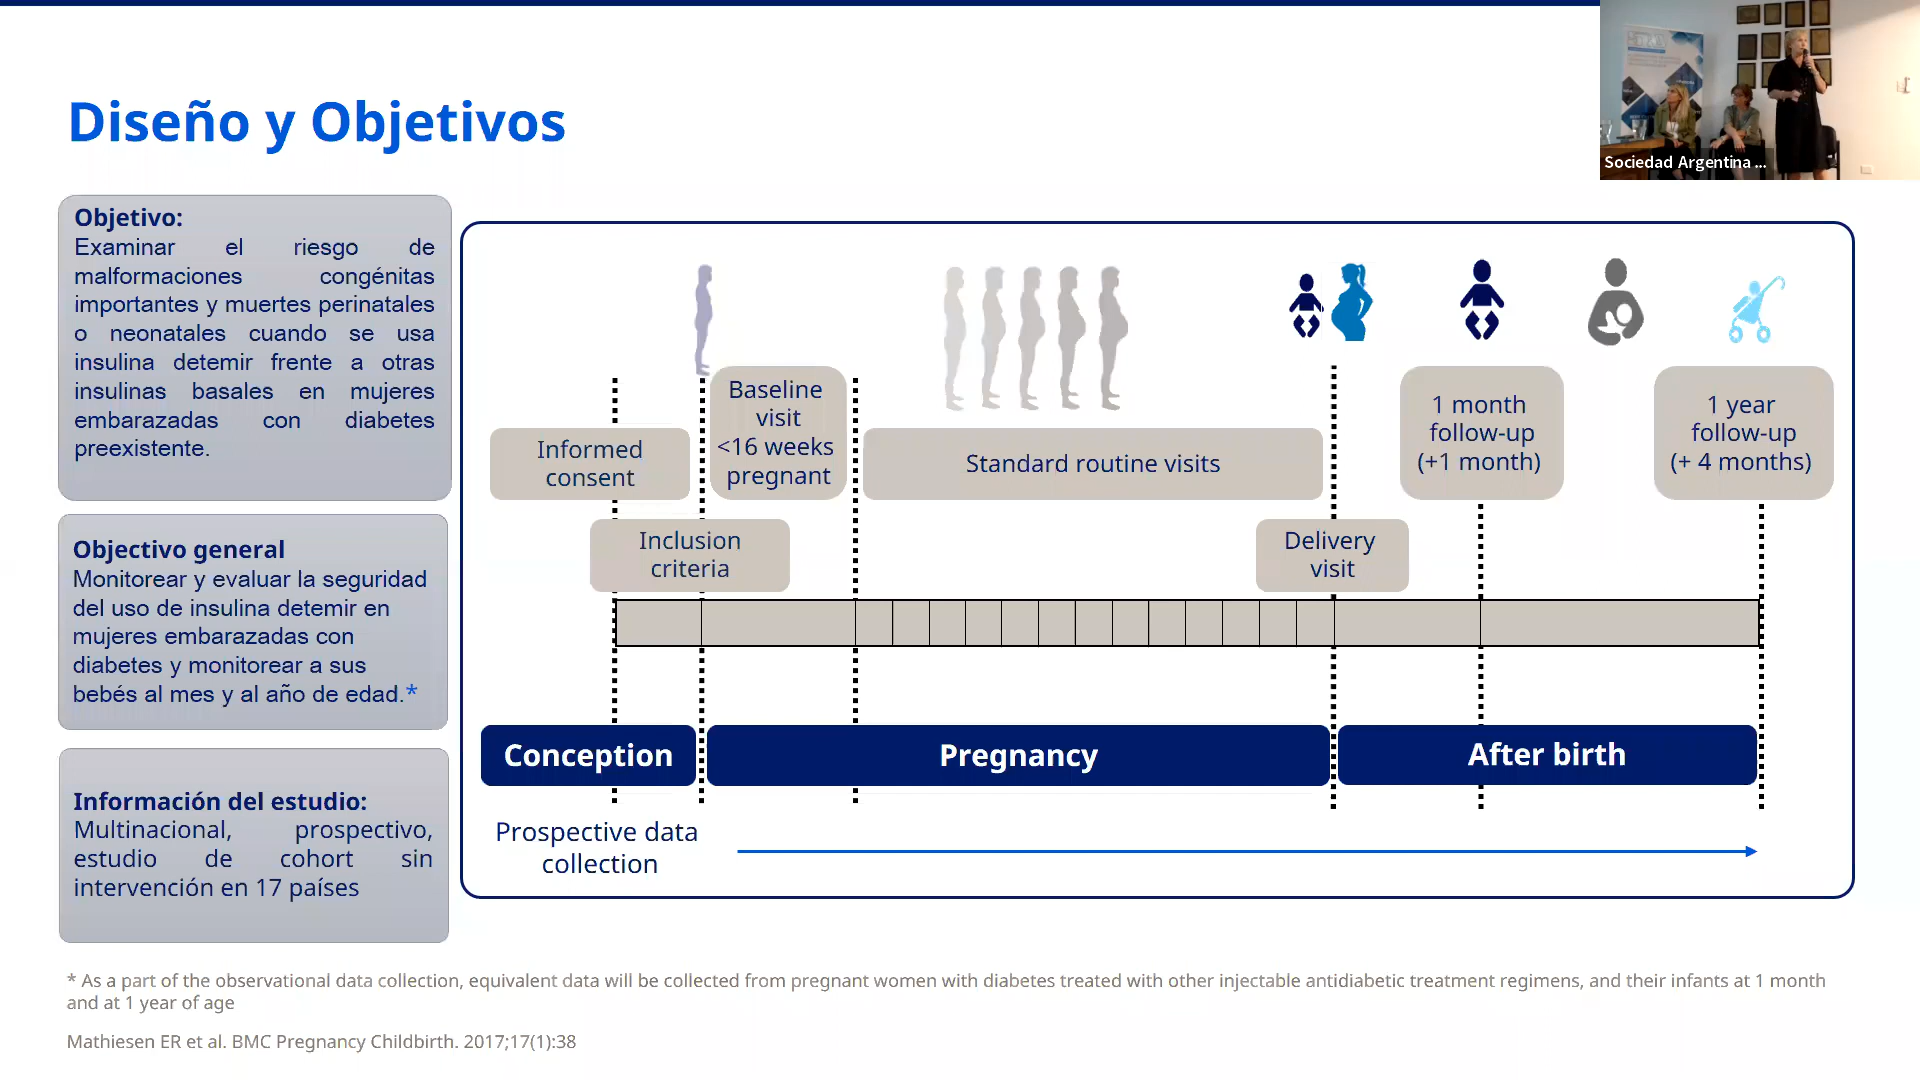 Diseño y Objetivos
Sociedad Argentina ...
Objetivo:
Examinar el riesgo de
malformaciones congénitas
importantes y muertes perinatales
o neonatales cuando se usa
insulina detemir frente a otras
insulinas basales en mujeres
embarazadas con diabetes
preexistente.
Objectivo general
Monitorear y evaluar la seguridad
del uso de insulina detemir en
mujeres embarazadas con
diabetes y monitorear a sus
bebés al mes y al año de edad.*
Información del estudio:
Multinacional, prospectivo,
estudio de cohort sin
intervención en 17 países
Informed
consent
Baseline
visit
<16 weeks
pregnant
Standard routine visits
1 month
follow-up
(+1 month)
1 year
follow-up
(+ 4 months)
Inclusion
criteria
Delivery
visit
Conception
Pregnancy
After birth
Prospective data
collection
* As a part of the observational data collection, equivalent data will be collected from pregnant women with diabetes treated with other injectable antidiabetic treatment regimens, and their infants at 1 month
and at 1 year of age
Mathiesen ER et al. BMC Pregnancy Childbirth. 2017;17(1):38